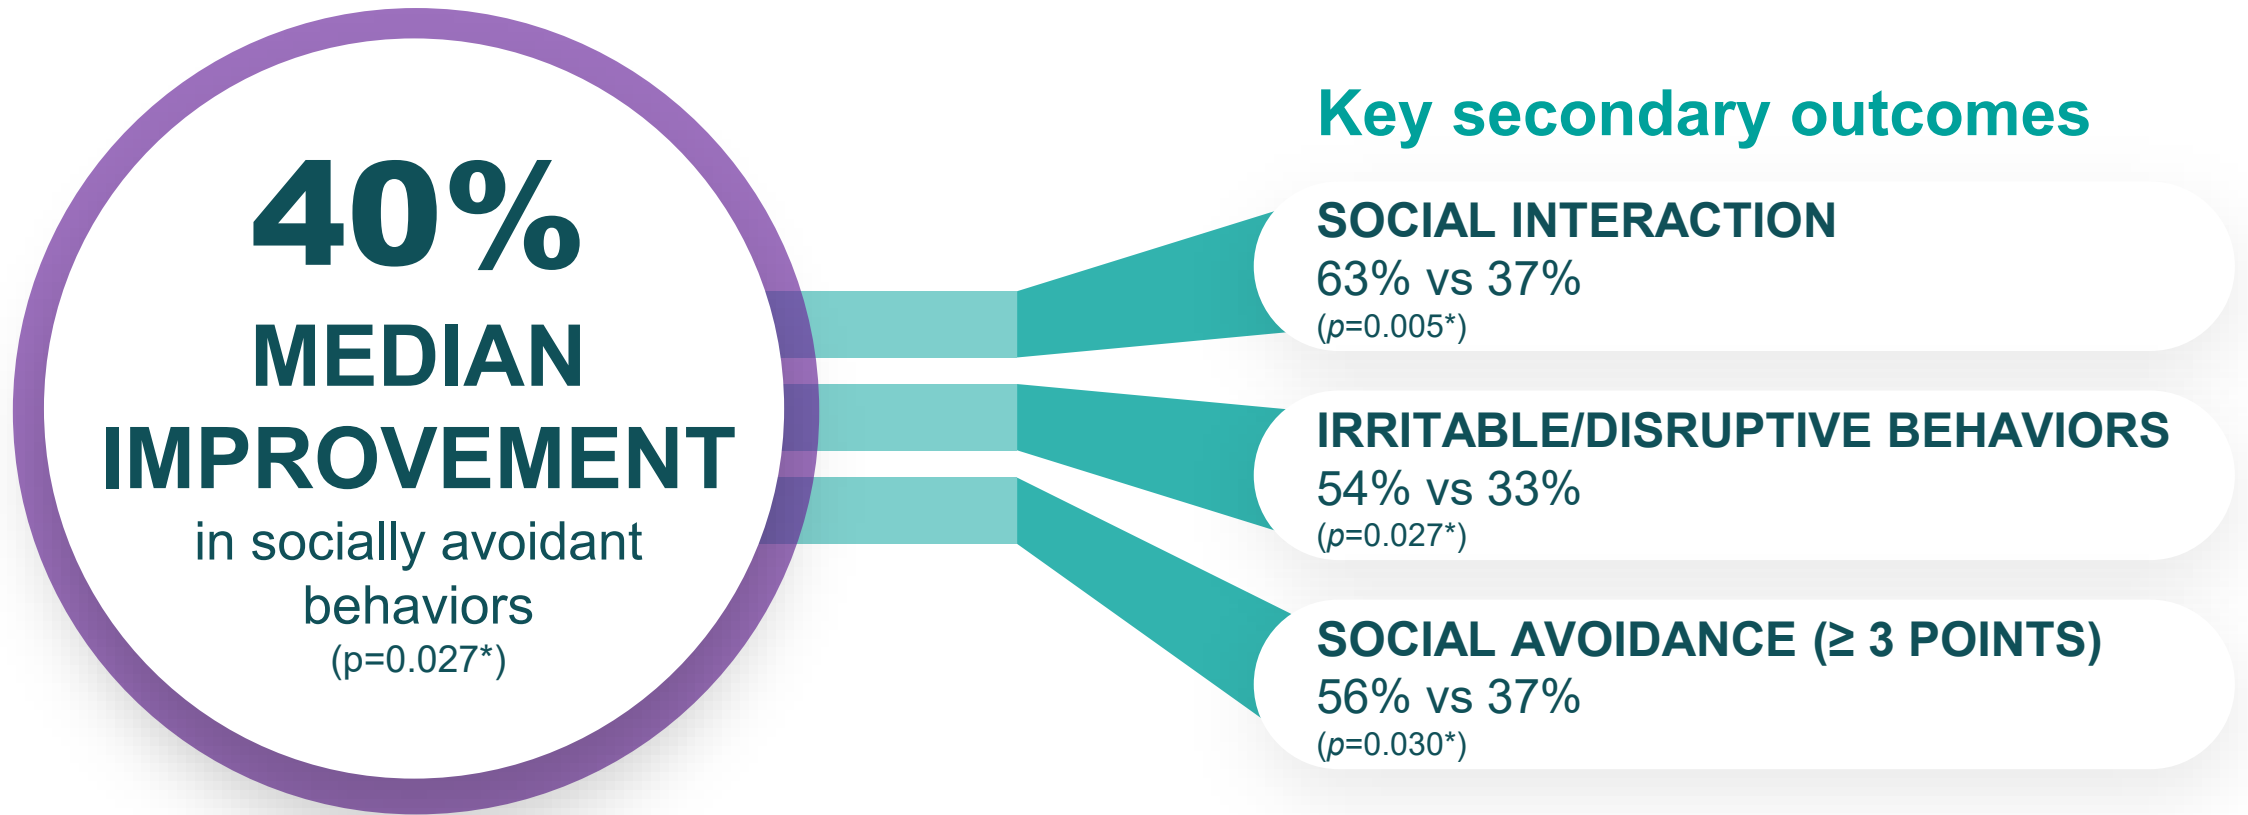 40%
MEDIAN
IMPROVEMENT
in socially avoidant
behaviors
(p=0.027*)
Key secondary outcomes
SOCIAL INTERACTION
63% vs 37%
(p=0.005*)
IRRITABLE/DISRUPTIVE BEHAVIORS
54% vs 33%
(p=0.027*)
SOCIAL AVOIDANCE (≥ 3 POINTS)
56% vs 37%
(p=0.030*)